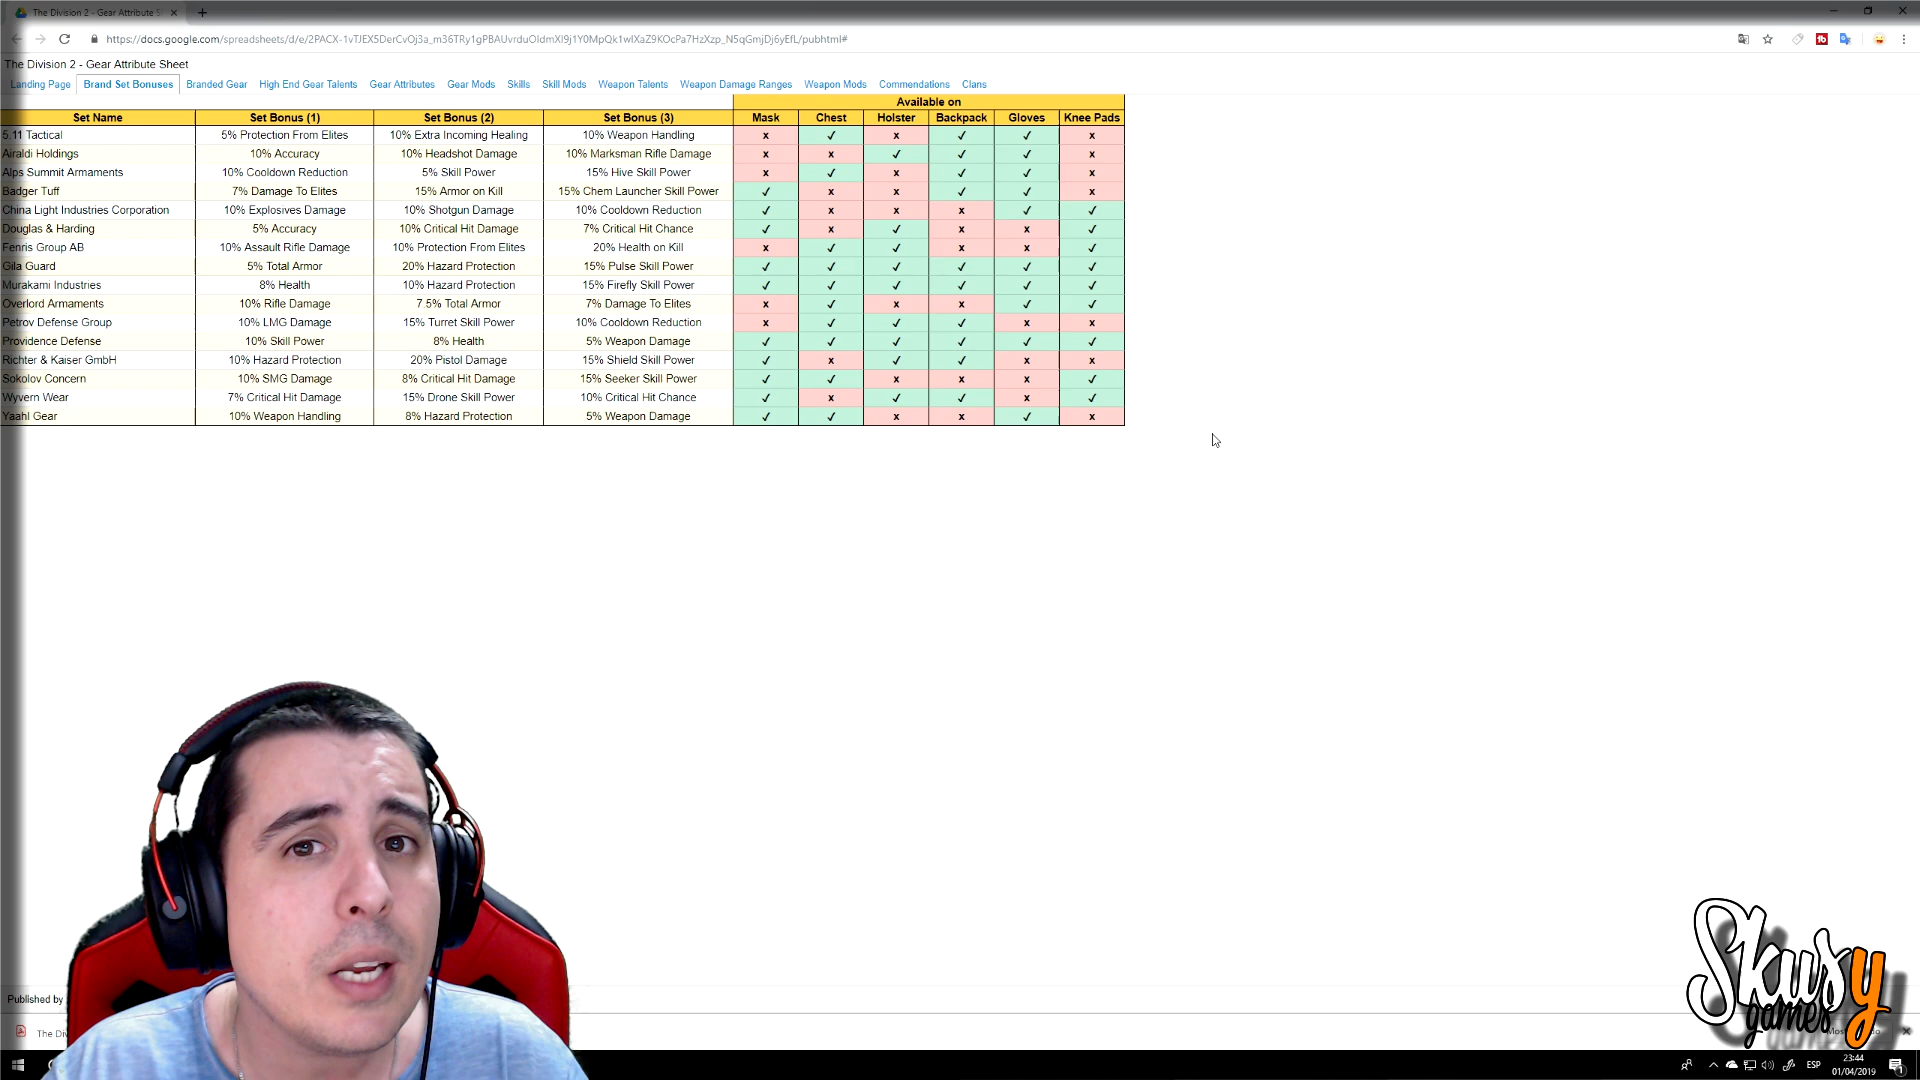 The Division 2 - Gear Attribute S
https://docs.google.com/spreadsheets/d/e/2PACX-1vTJEX5DerCvOj3a_m36TRy1gPBAUvrduOIdmXl9j1Y0MpQk1wIXaZ9KOcPa7HzXzp_N5qGmjDj6yEfL/pubhtml#
The Division 2 - Gear Attribute Sheet
Landing Page Brand Set Bonuses Branded Gear High End Gear Talents Gear Attributes Gear Mods Skills Skill Mods Weapon Talents Weapon Damage Ranges Weapon Mods Commendations Clans
Available on
Set Name Set Bonus (1) Set Bonus (2) Set Bonus (3) Mask Chest Holster Backpack Gloves Knee Pads
5.11 Tactical 5% Protection From Elites 10% Extra Incoming Healing 10% Weapon Handling x ✓ x ✓ ✓ x
Airaldi Holdings 10% Accuracy 10% Headshot Damage 10% Marksman Rifle Damage x x ✓ ✓ ✓ x
Alps Summit Armaments 10% Cooldown Reduction 5% Skill Power 15% Hive Skill Power x ✓ x ✓ ✓ x
Badger Tuff 7% Damage To Elites 15% Armor on Kill 15% Chem Launcher Skill Power ✓ x x ✓ ✓ x
China Light Industries Corporation 10% Explosives Damage 10% Shotgun Damage 10% Cooldown Reduction ✓ x x x ✓ ✓
Douglas & Harding 5% Accuracy 10% Critical Hit Damage 7% Critical Hit Chance ✓ x ✓ x x ✓
Fenris Group AB 10% Assault Rifle Damage 10% Protection From Elites 20% Health on Kill x ✓ ✓ x x ✓
Gila Guard 5% Total Armor 20% Hazard Protection 15% Pulse Skill Power ✓ ✓ ✓ ✓ ✓ ✓
Murakami Industries 8% Health 10% Hazard Protection 15% Firefly Skill Power ✓ ✓ ✓ ✓ ✓ ✓
Overlord Armaments 10% Rifle Damage 7.5% Total Armor 7% Damage To Elites x ✓ x x ✓ ✓
Petrov Defense Group 10% LMG Damage 15% Turret Skill Power 10% Cooldown Reduction x ✓ ✓ ✓ x x
Providence Defense 10% Skill Power 8% Health 5% Weapon Damage ✓ ✓ ✓ ✓ ✓ ✓
Richter & Kaiser GmbH 10% Hazard Protection 20% Pistol Damage 15% Shield Skill Power ✓ x ✓ ✓ x x
Sokolov Concern 10% SMG Damage 8% Critical Hit Damage 15% Seeker Skill Power ✓ ✓ x x x ✓
Wyvern Wear 7% Critical Hit Damage 15% Drone Skill Power 10% Critical Hit Chance ✓ x ✓ ✓ x ✓
Yaahl Gear 10% Weapon Handling 8% Hazard Protection 5% Weapon Damage ✓ ✓ x x ✓ x
Published by
The Div
Skusy
games
ESP
23:44
01/04/2019